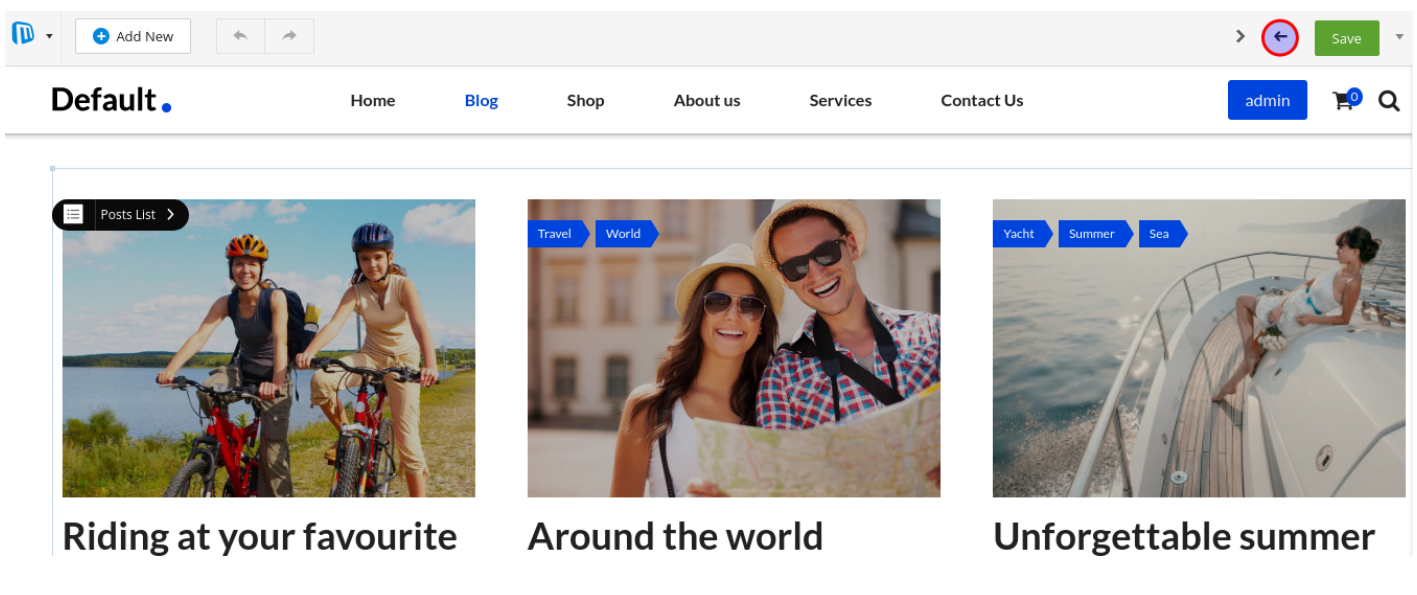 Add New
Save
Default.
Home Blog Shop About us Services Contact Us admin 0
Posts List
Travel World
Yacht Summer Sea
Riding at your favourite
Around the world
Unforgettable summer